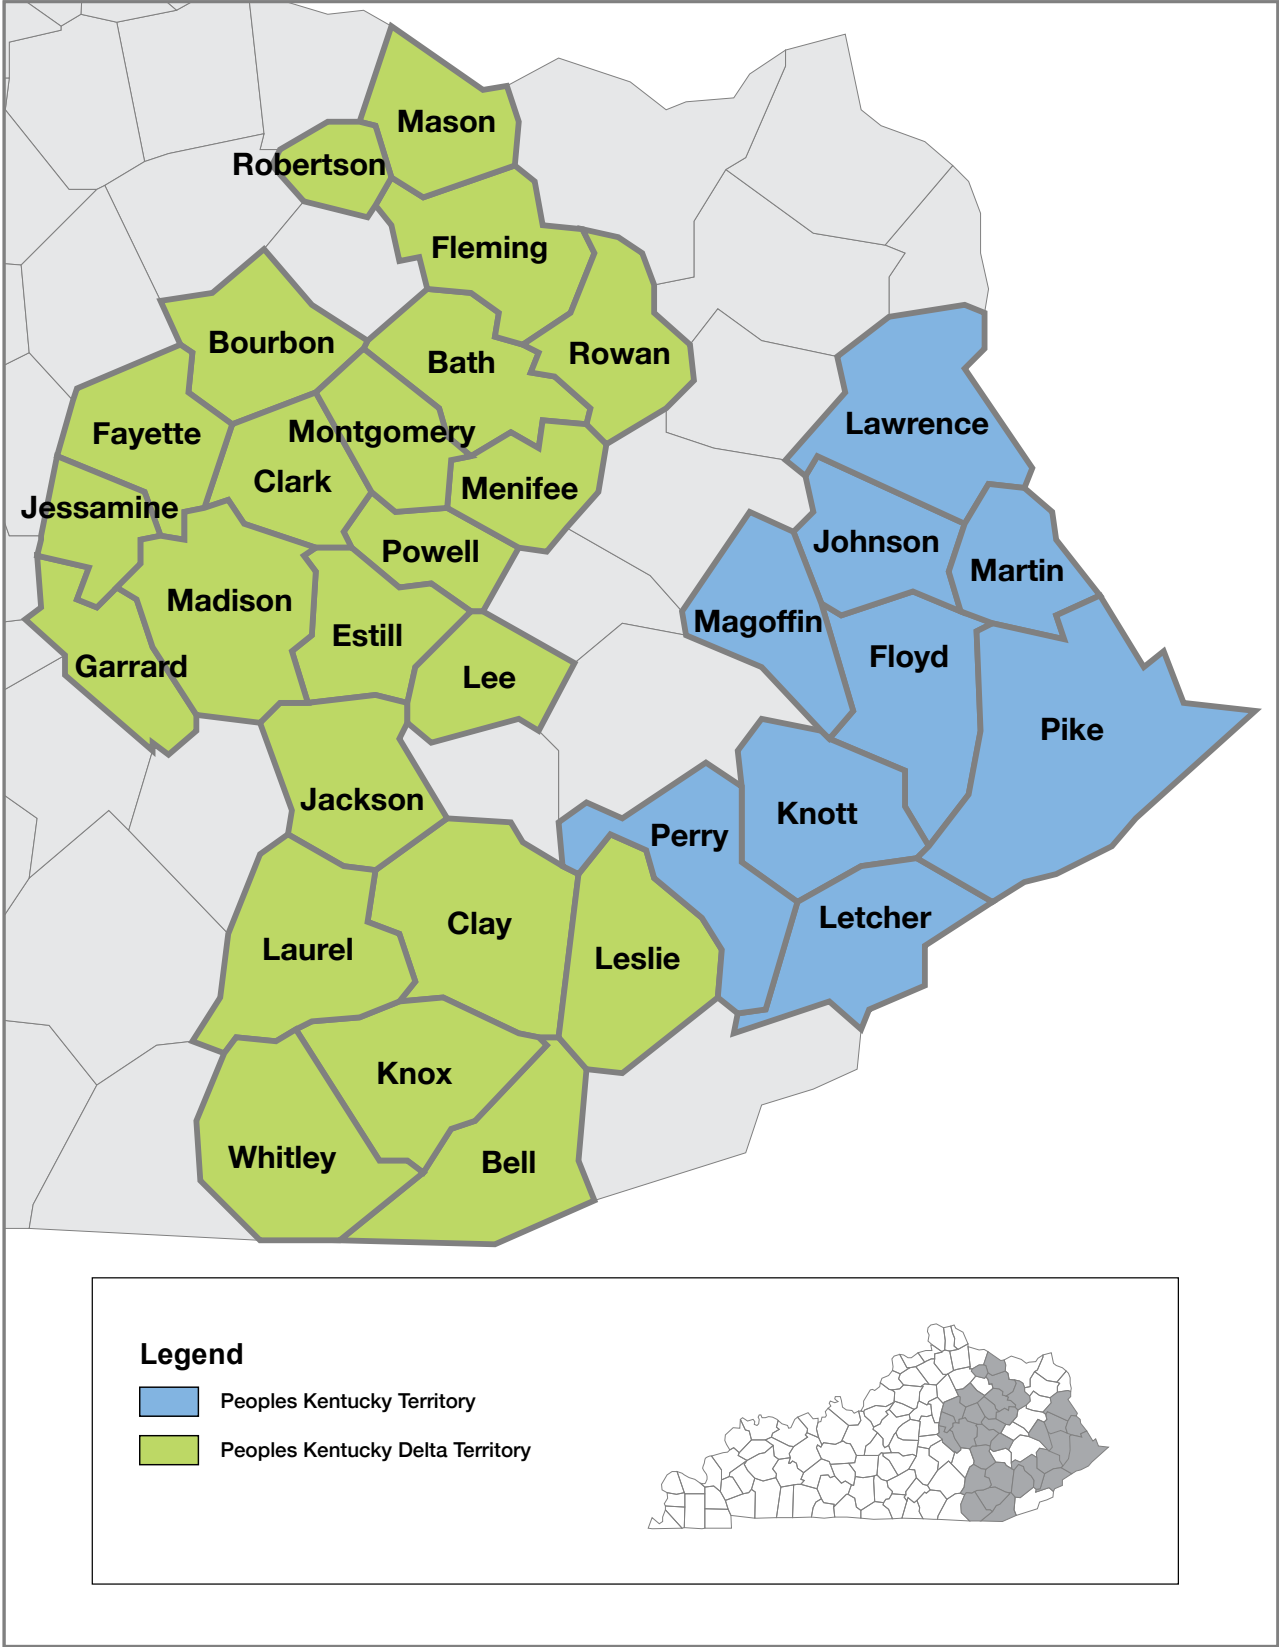 Mason
Robertson
Fleming
Bourbon
Bath
Rowan
Lawrence
Fayette
Montgomery
Clark
Menifee
Jessamine
Johnson
Powell
Martin
Madison
Magoffin
Estill
Floyd
Garrard
Lee
Pike
Jackson
Knott
Perry
Letcher
Clay
Laurel
Leslie
Knox
Whitley
Bell
Legend
Peoples Kentucky Territory
Peoples Kentucky Delta Territory